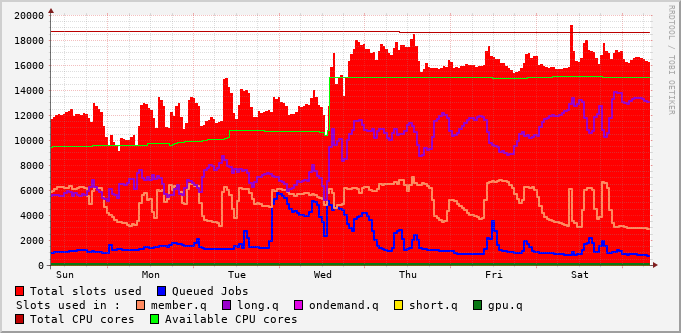 20000
18000
16000
14000
12000
10000
8000
6000
4000
2000
0
Sun Mon Tue Wed Thu Fri Sat
Total slots used Queued Jobs
Slots used in : member.q long.q ondemand.q short.q gpu.q
Total CPU cores Available CPU cores
RRDTOOL / TOBI OETIKER